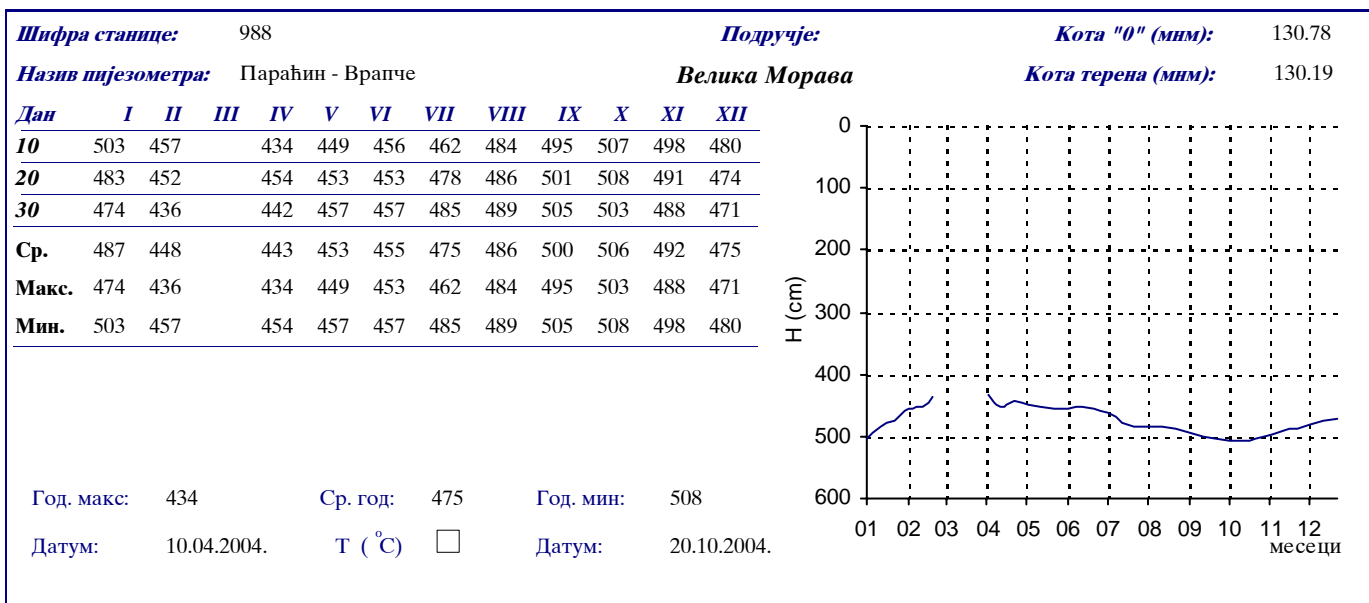 Шифра станице: 988 Подручје: Кота "0" (мнм): 130.78
Назив пијезометра: Параћин - Врапче Велика Морава Кота терена (мнм): 130.19
Дан I II III IV V VI VII VIII IX X XI XII
10 503 457 434 449 456 462 484 495 507 498 480
20 483 452 454 453 453 478 486 501 508 491 474
30 474 436 442 457 457 485 489 505 503 488 471
Ср. 487 448 443 453 455 475 486 500 506 492 475
Макс. 474 436 434 449 453 462 484 495 503 488 471
Мин. 503 457 454 457 457 485 489 505 508 498 480
0
100
200
300
400
500
600
H (cm)
01 02 03 04 05 06 07 08 09 10 11 12
месеци
Год. макс: 434 Ср. год: 475 Год. мин: 508
Датум: 10.04.2004. Т ( °С) Датум: 20.10.2004.